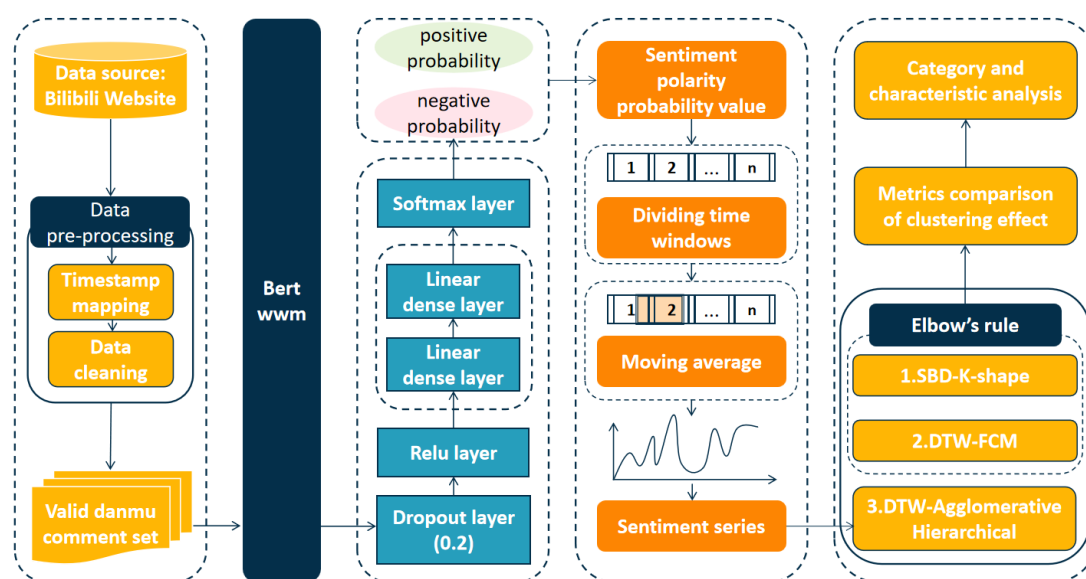 Data source:
Bilibili Website
Data
pre-processing
Timestamp
mapping
Data
cleaning
Valid danmu
comment set
Bert
wwm
positive
probability
negative
probability
Softmax layer
Linear
dense layer
Linear
dense layer
Relu layer
Dropout layer
(0.2)
Sentiment
polarity
probability value
1 2 ... n
Dividing time
windows
1 2 ... n
Moving average
Sentiment series
Category and
characteristic analysis
Metrics comparison
of clustering effect
Elbow's rule
1.SBD-K-shape
2.DTW-FCM
3.DTW-Agglomerative
Hierarchical